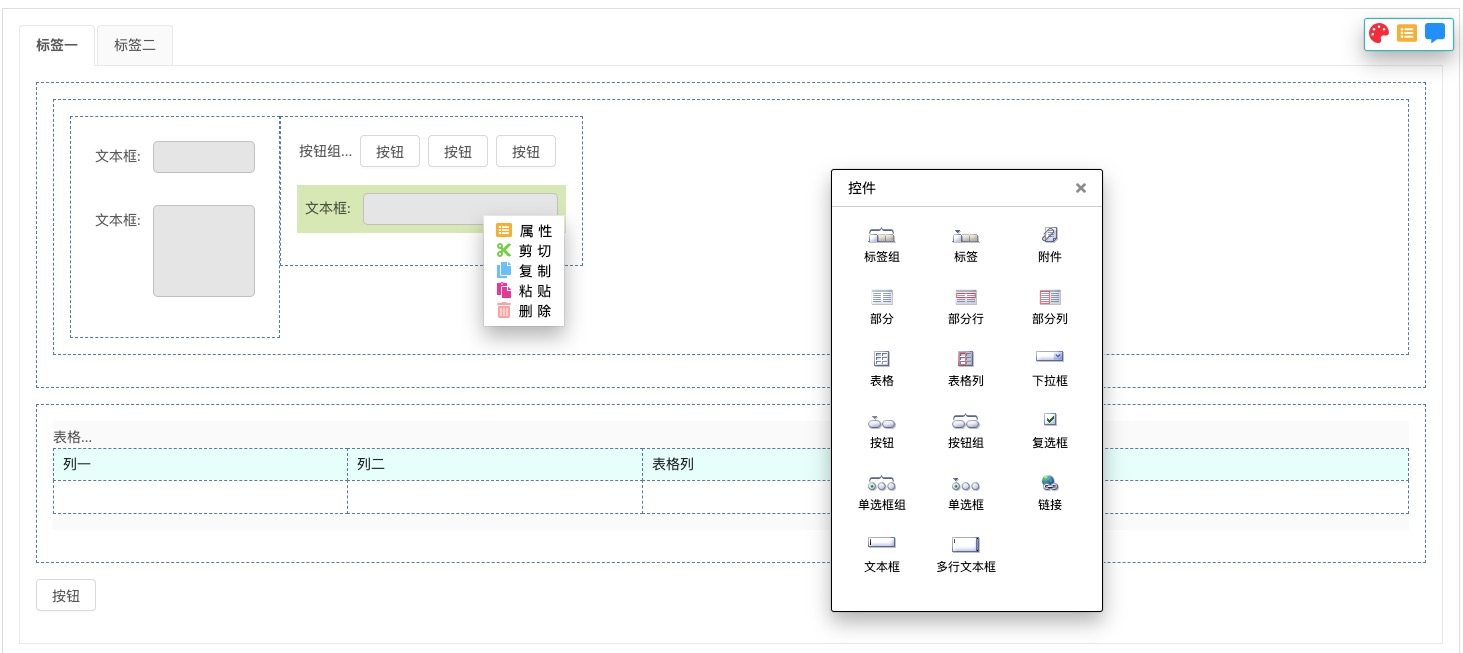 标签一 标签二
文本框:
按钮组... 按钮 按钮 按钮
文本框:
文本框:
属 性
剪 切
复 制
粘 贴
删 除
控件
标签组 标签 附件
部分 部分行 部分列
表格 表格列 下拉框
按钮 按钮组 复选框
单选框组 单选框 链接
文本框 多行文本框
表格...
列一 列二 表格列
按钮